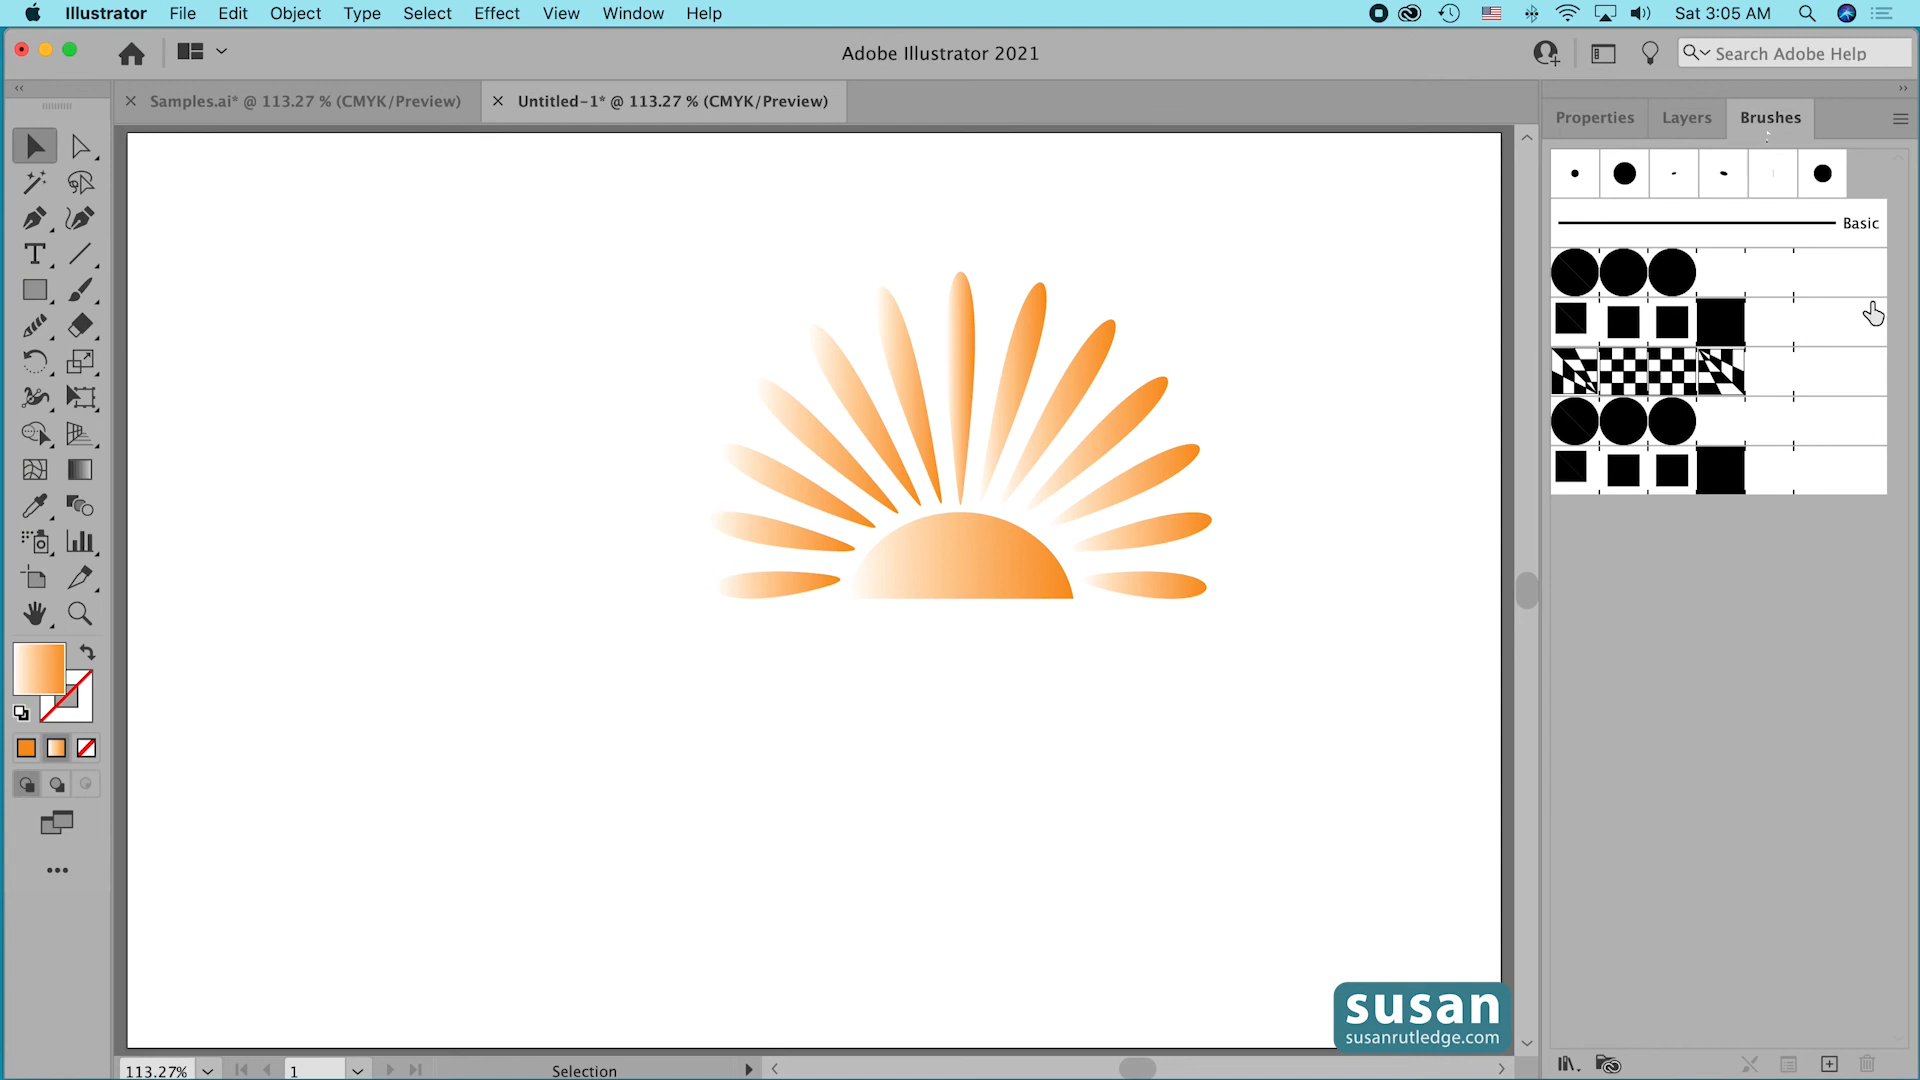 Illustrator File Edit Object Type Select Effect View Window Help Sat 3:05 AM
Adobe Illustrator 2021
Search Adobe Help
Samples.ai* @ 113.27 % (CMYK/Preview)
Untitled-1* @ 113.27 % (CMYK/Preview)
Properties Layers Brushes
Basic
susan
susanrutledge.com
113.27% 1 Selection